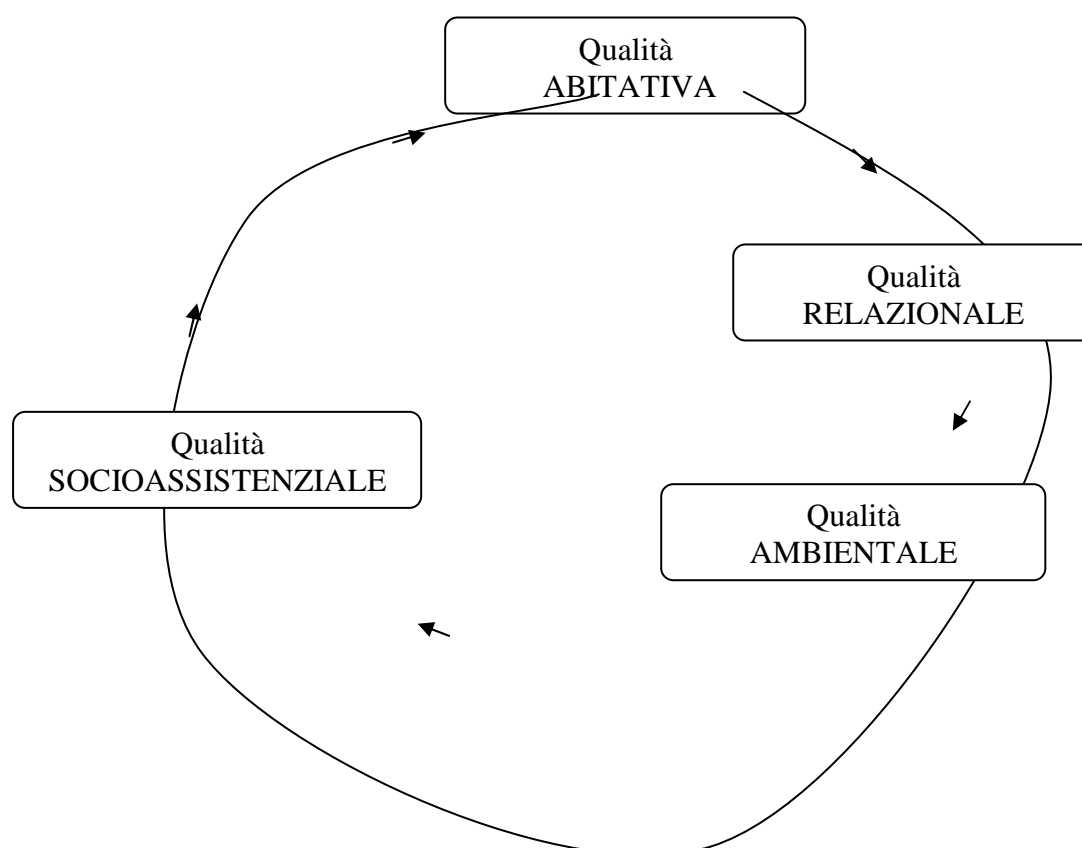 Qualità
ABITATIVA
Qualità
RELAZIONALE
Qualità
SOCIOASSISTENZIALE
Qualità
AMBIENTALE